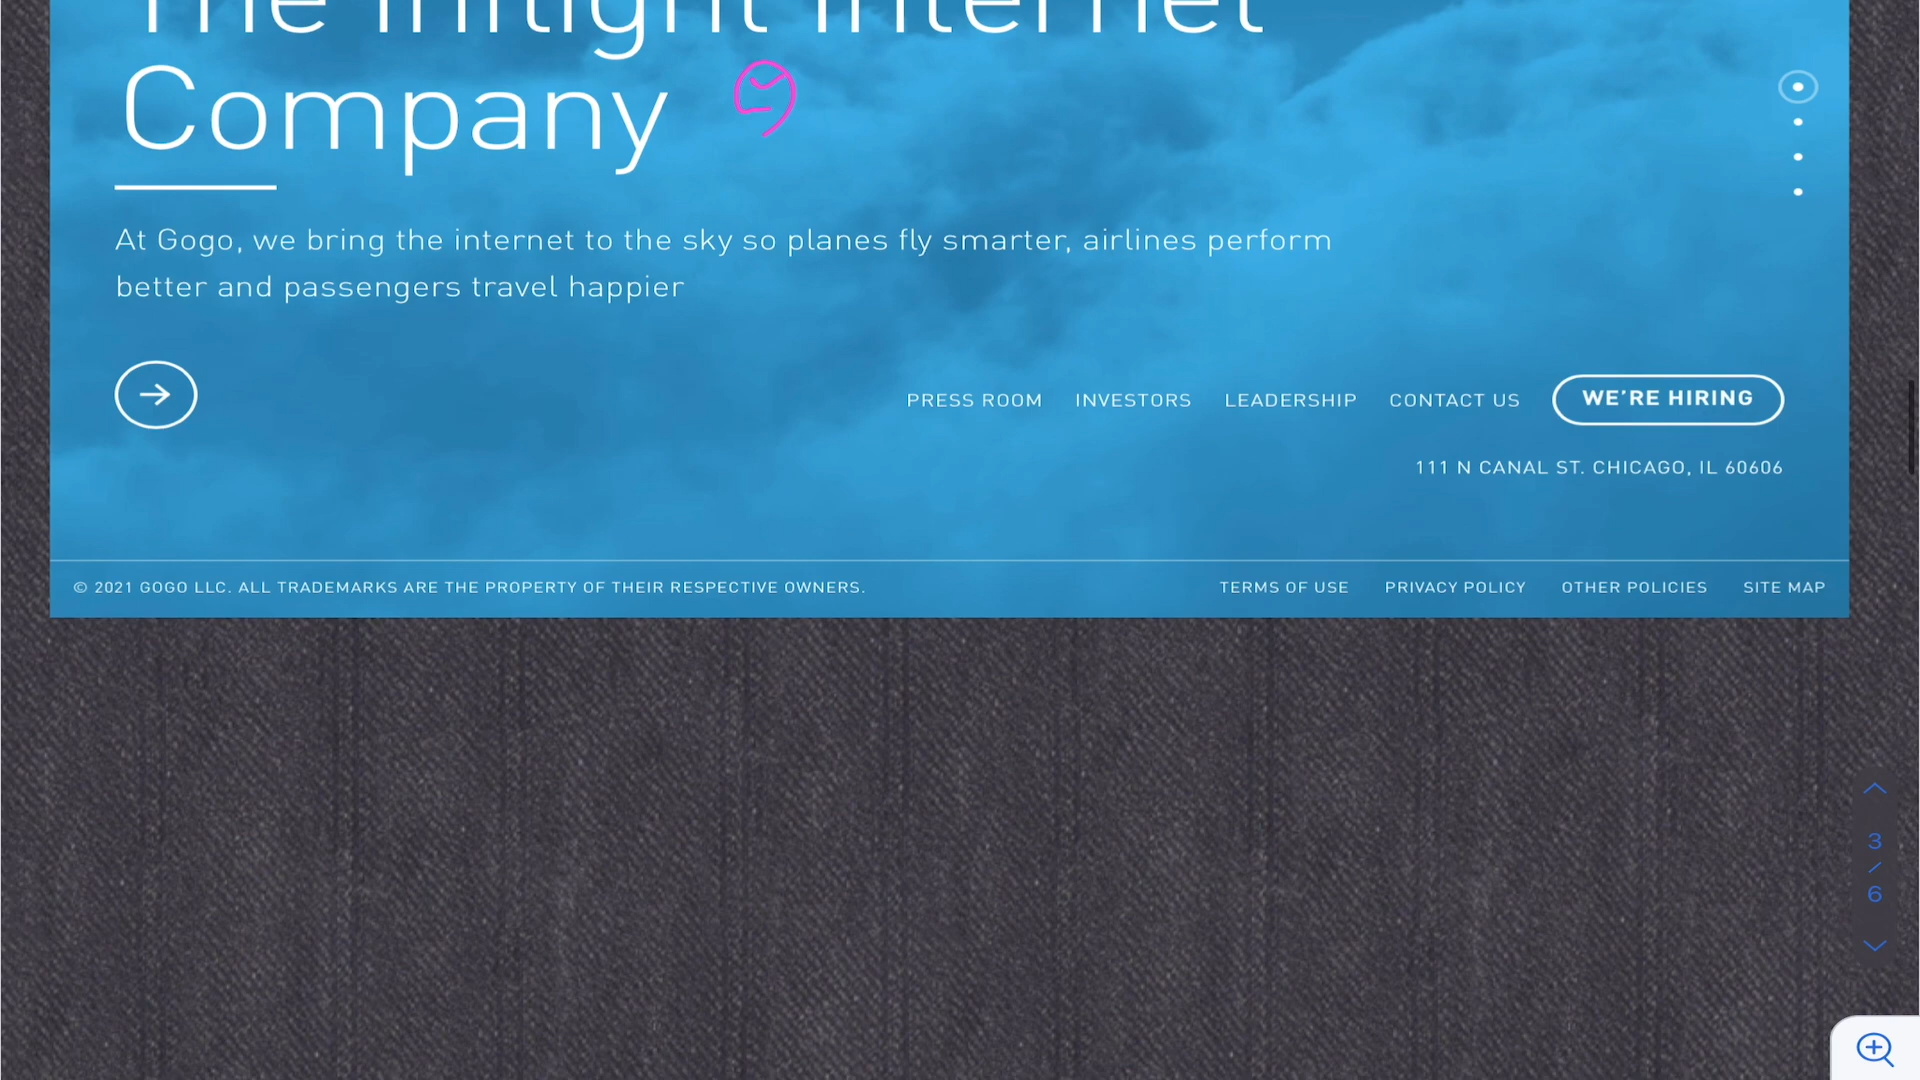 The Inflight Internet
Company
At Gogo, we bring the internet to the sky so planes fly smarter, airlines perform
better and passengers travel happier
PRESS ROOM INVESTORS LEADERSHIP CONTACT US WE'RE HIRING
111 N CANAL ST. CHICAGO, IL 60606
© 2021 GOGO LLC. ALL TRADEMARKS ARE THE PROPERTY OF THEIR RESPECTIVE OWNERS. TERMS OF USE PRIVACY POLICY OTHER POLICIES SITE MAP
3
/
6